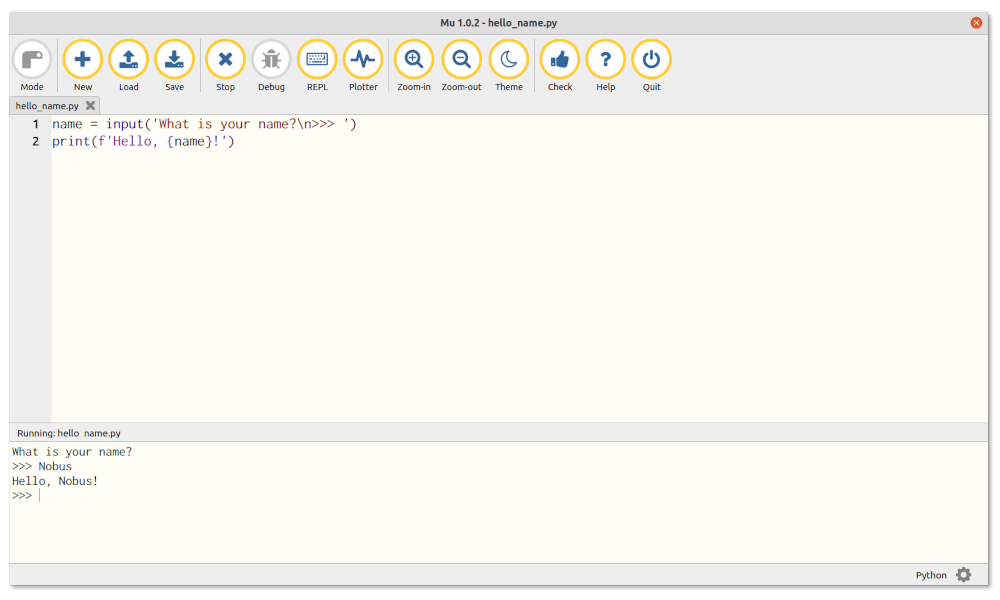 Mu 1.0.2 - hello_name.py
Mode New Load Save Stop Debug REPL Plotter Zoom-in Zoom-out Theme Check Help Quit
hello_name.py
1 name = input('What is your name?\n>>> ')
2 print(f'Hello, {name}!')
Running: hello name.py
What is your name?
>>> Nobus
Hello, Nobus!
>>>
Python